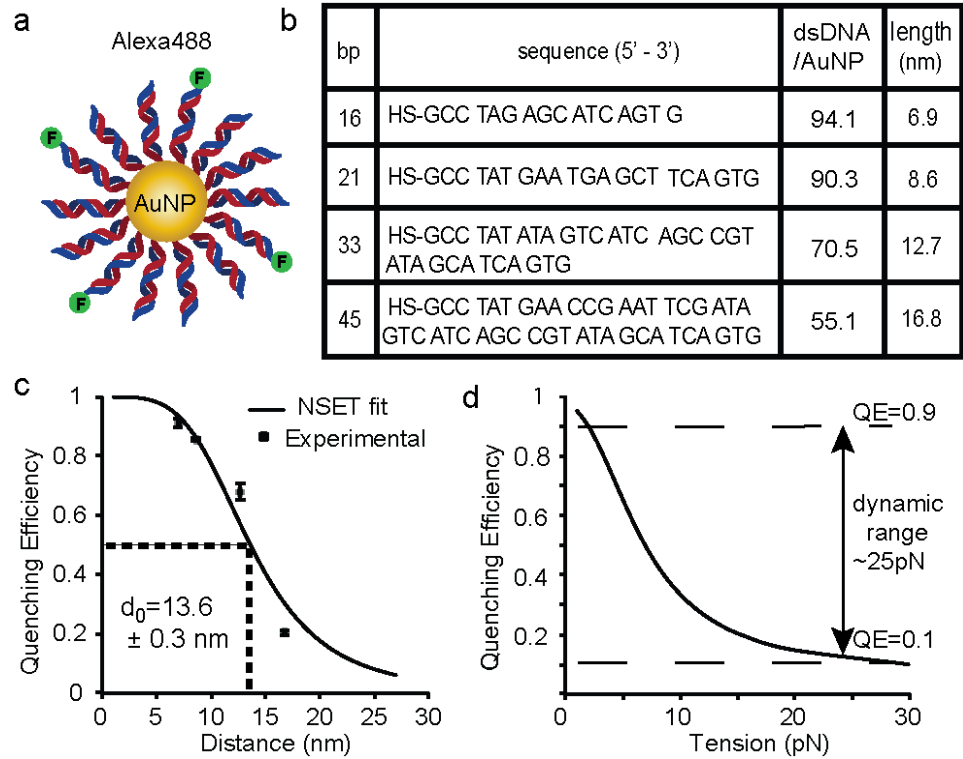 a
Alexa488
F
F
F
F
AuNP
b
bp
sequence (5' - 3')
dsDNA
/AuNP
length
(nm)
16
HS-GCC TAG AGC ATC AGT G
94.1
6.9
21
HS-GCC TAT GAA TGA GCT TCA GTG
90.3
8.6
33
HS-GCC TAT ATA GTC ATC AGC CGT
ATA GCA TCA GTG
70.5
12.7
45
HS-GCC TAT GAA CCG AAT TCG ATA
GTC ATC AGC CGT ATA GCA TCA GTG
55.1
16.8
c
Quenching Efficiency
1
0.8
0.6
0.4
0.2
0
NSET fit
Experimental
d0=13.6
± 0.3 nm
0 5 10 15 20 25 30
Distance (nm)
d
Quenching Efficiency
1
0.8
0.6
0.4
0.2
QE=0.9
dynamic
range
~25pN
QE=0.1
0 10 20 30
Tension (pN)